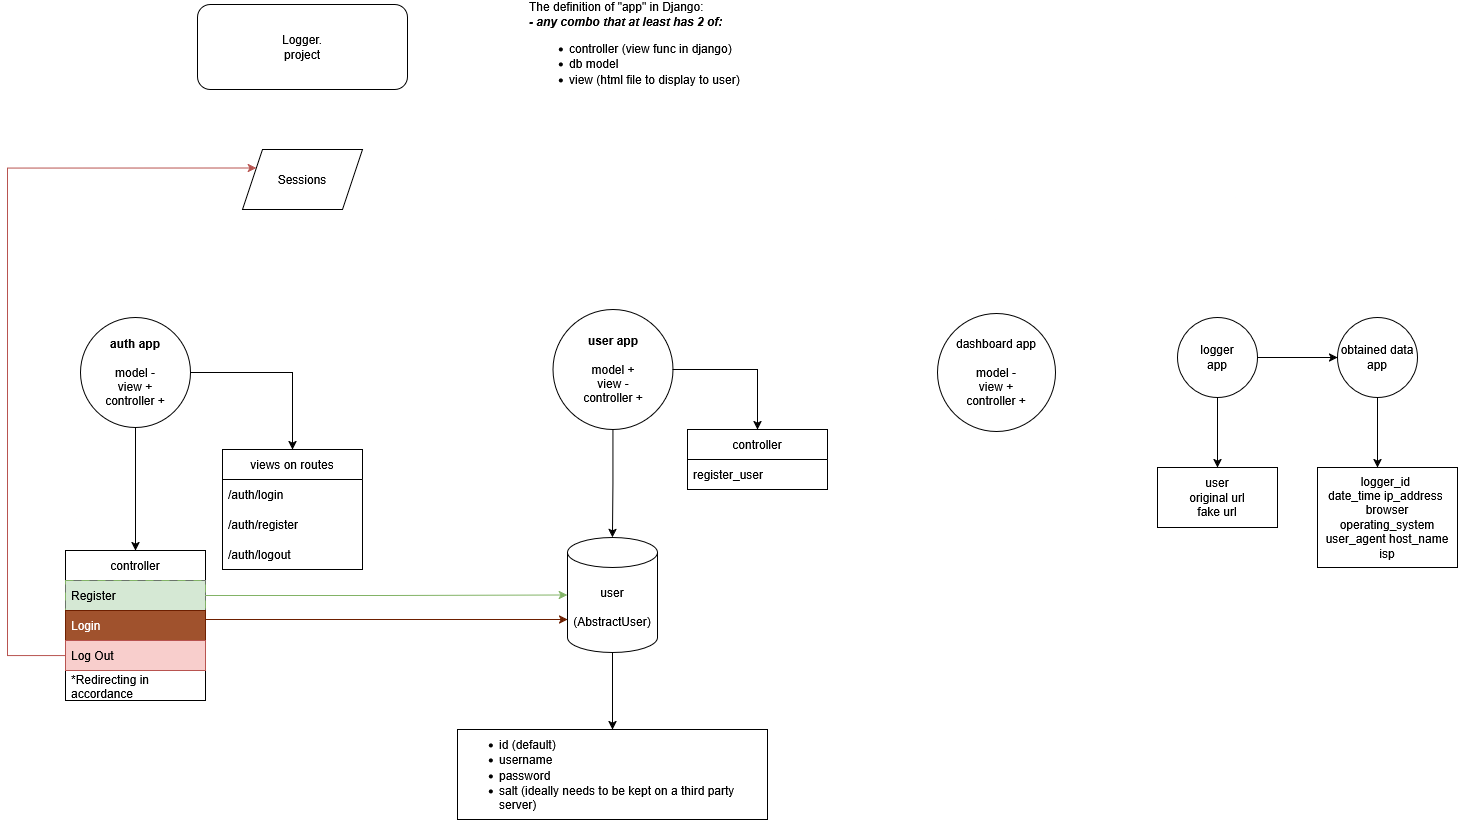 Logger.
project
The definition of "app" in Django:
- any combo that at least has 2 of:
• controller (view func in django)
• db model
• view (html file to display to user)
Sessions
auth app
model -
view +
controller +
user app
model +
view -
controller +
dashboard app
model -
view +
controller +
logger
app
obtained data
app
views on routes
/auth/login
/auth/register
/auth/logout
controller
register_user
user
original url
fake url
logger_id
date_time ip_address
browser
operating_system
user_agent host_name
isp
controller
Register
Login
Log Out
*Redirecting in
accordance
user
(AbstractUser)
• id (default)
• username
• password
• salt (ideally needs to be kept on a third party
server)